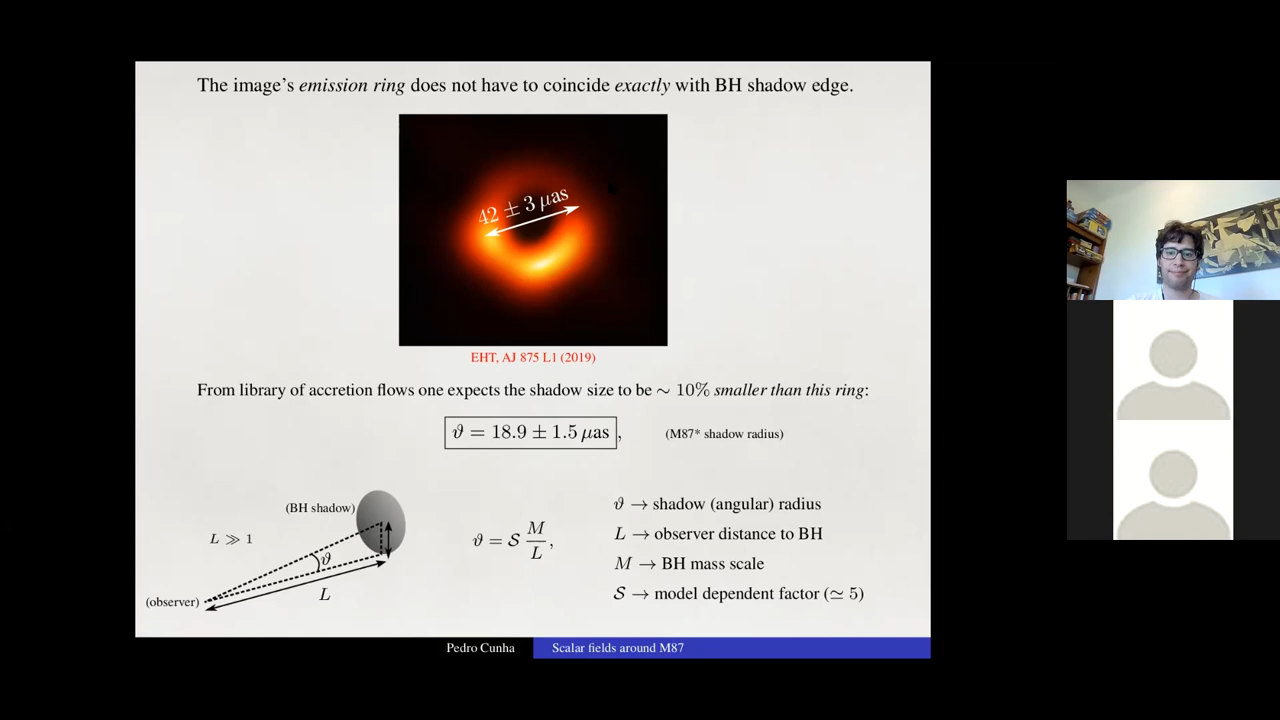 The image's emission ring does not have to coincide exactly with BH shadow edge.
42 ± 3 μas
EHT, AJ 875 L1 (2019)
From library of accretion flows one expects the shadow size to be ∼ 10% smaller than this ring:
ϑ = 18.9 ± 1.5 μas, (M87* shadow radius)
(BH shadow)
L ≫ 1
ϑ
L
(observer)
ϑ = 𝒮 M/L,
ϑ → shadow (angular) radius
L → observer distance to BH
M → BH mass scale
𝒮 → model dependent factor (≃ 5)
Pedro Cunha Scalar fields around M87